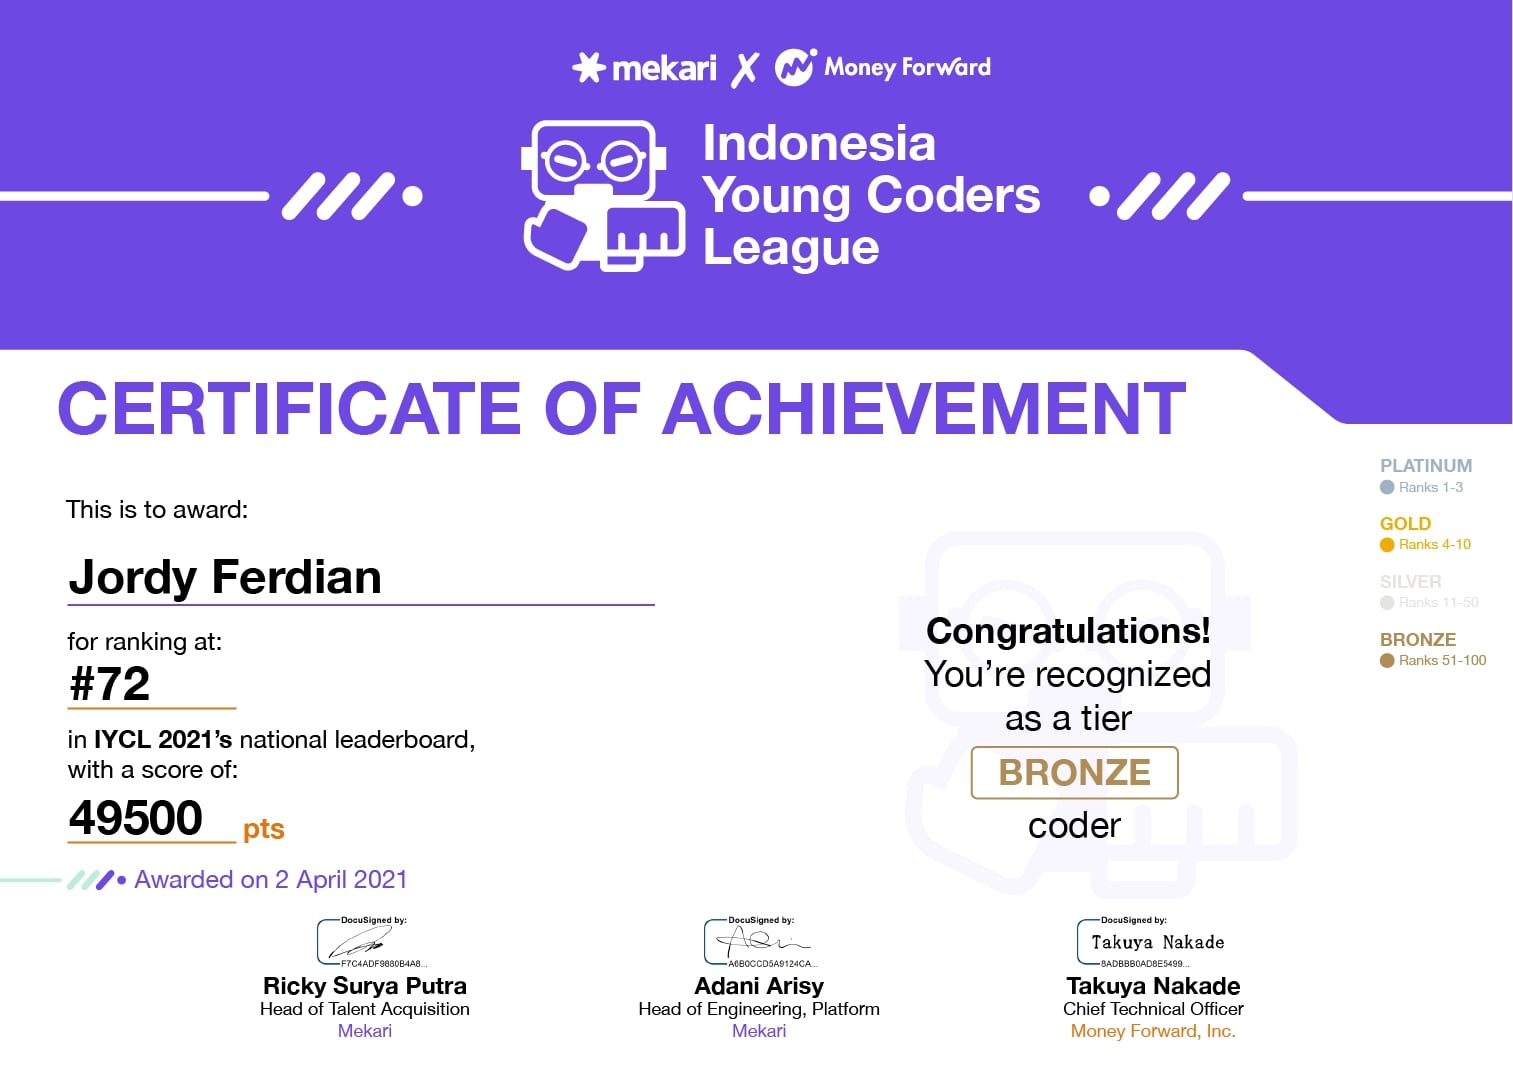 mekari X Money Forward
Indonesia
Young Coders
League
CERTIFICATE OF ACHIEVEMENT
This is to award:
Jordy Ferdian
for ranking at:
#72
in IYCL 2021's national leaderboard,
with a score of:
49500 pts
Awarded on 2 April 2021
Congratulations!
You're recognized
as a tier
BRONZE
coder
PLATINUM
Ranks 1-3
GOLD
Ranks 4-10
SILVER
Ranks 11-50
BRONZE
Ranks 51-100
DocuSigned by:
F7C4ADF9880B4A8...
Ricky Surya Putra
Head of Talent Acquisition
Mekari
DocuSigned by:
A6B0CCD5A9124CA...
Adani Arisy
Head of Engineering, Platform
Mekari
DocuSigned by:
Takuya Nakade
8ADBBB0AD8E5499...
Takuya Nakade
Chief Technical Officer
Money Forward, Inc.